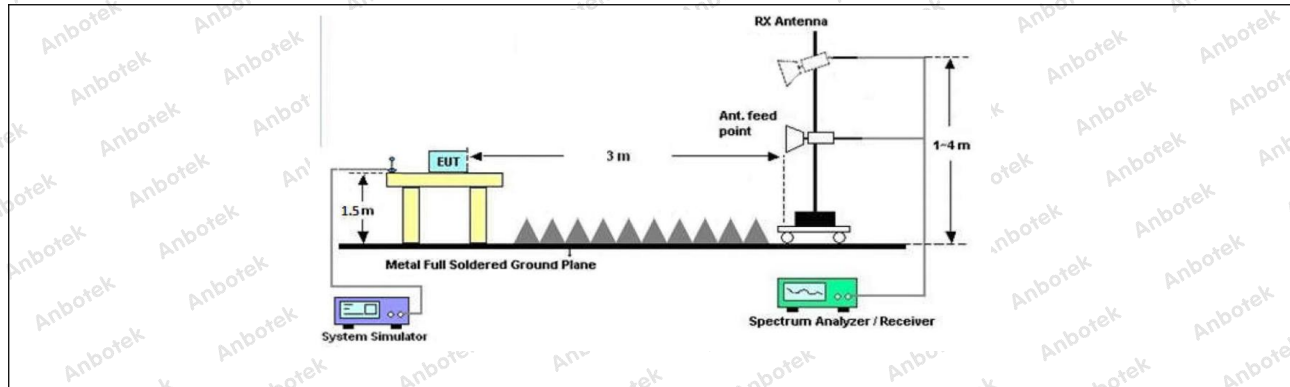 RX Antenna
Ant. feed
point
EUT
3 m
1~4 m
1.5 m
Metal Full Soldered Ground Plane
System Simulator
Spectrum Analyzer / Receiver
Anbotek